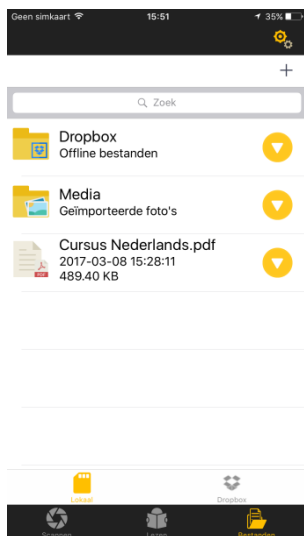 Geen simkaart 15:51 35%
Zoek
Dropbox
Offline bestanden
Media
Geïmporteerde foto's
Cursus Nederlands.pdf
2017-03-08 15:28:11
489.40 KB
PDF
Lokaal Dropbox
Scannen Lezen Bestanden